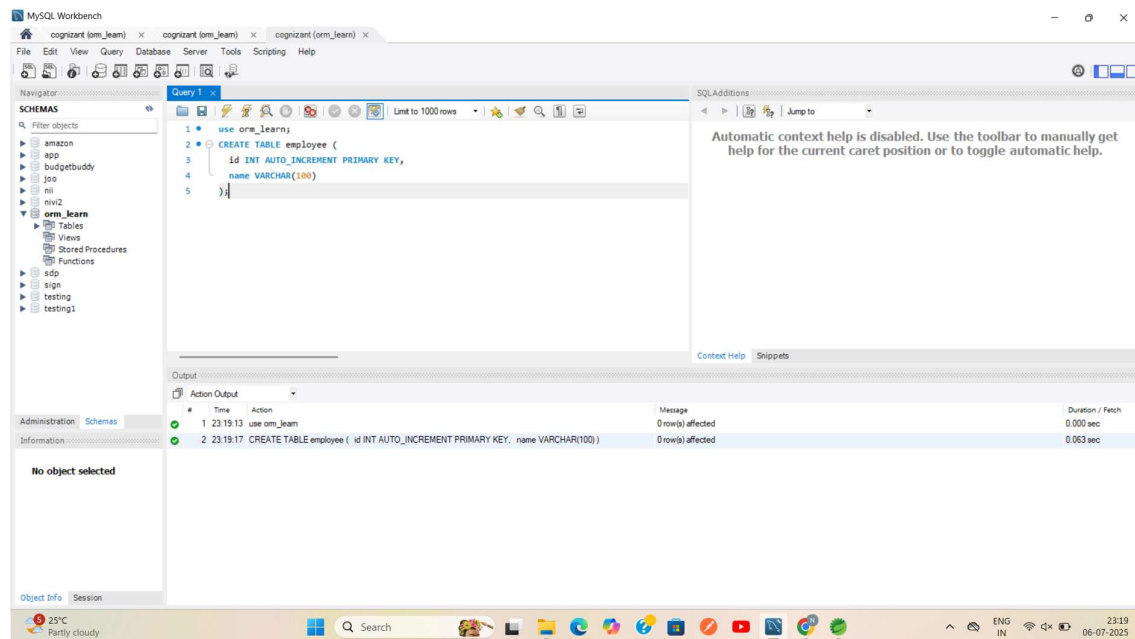 MySQL Workbench
cognizant (orm_learn) × cognizant (orm_learn) × cognizant (orm_learn) ×
File Edit View Query Database Server Tools Scripting Help
Navigator
SCHEMAS
Filter objects
amazon
app
budgetbuddy
joo
nii
nivi2
orm_learn
Tables
Views
Stored Procedures
Functions
sdp
sign
testing
testing1
Administration Schemas
Information
No object selected
Object Info Session
Query 1 ×
Limit to 1000 rows
1 use orm_learn;
2 CREATE TABLE employee (
3 id INT AUTO_INCREMENT PRIMARY KEY,
4 name VARCHAR(100)
5 );
SQLAdditions
Jump to
Automatic context help is disabled. Use the toolbar to manually get
help for the current caret position or to toggle automatic help.
Context Help Snippets
Output
Action Output
# Time Action Message Duration / Fetch
1 23:19:13 use orm_learn 0 row(s) affected 0.000 sec
2 23:19:17 CREATE TABLE employee ( id INT AUTO_INCREMENT PRIMARY KEY, name VARCHAR(100) ) 0 row(s) affected 0.063 sec
5 25°C
Partly cloudy
Search
ENG
IN
23:19
06-07-2025